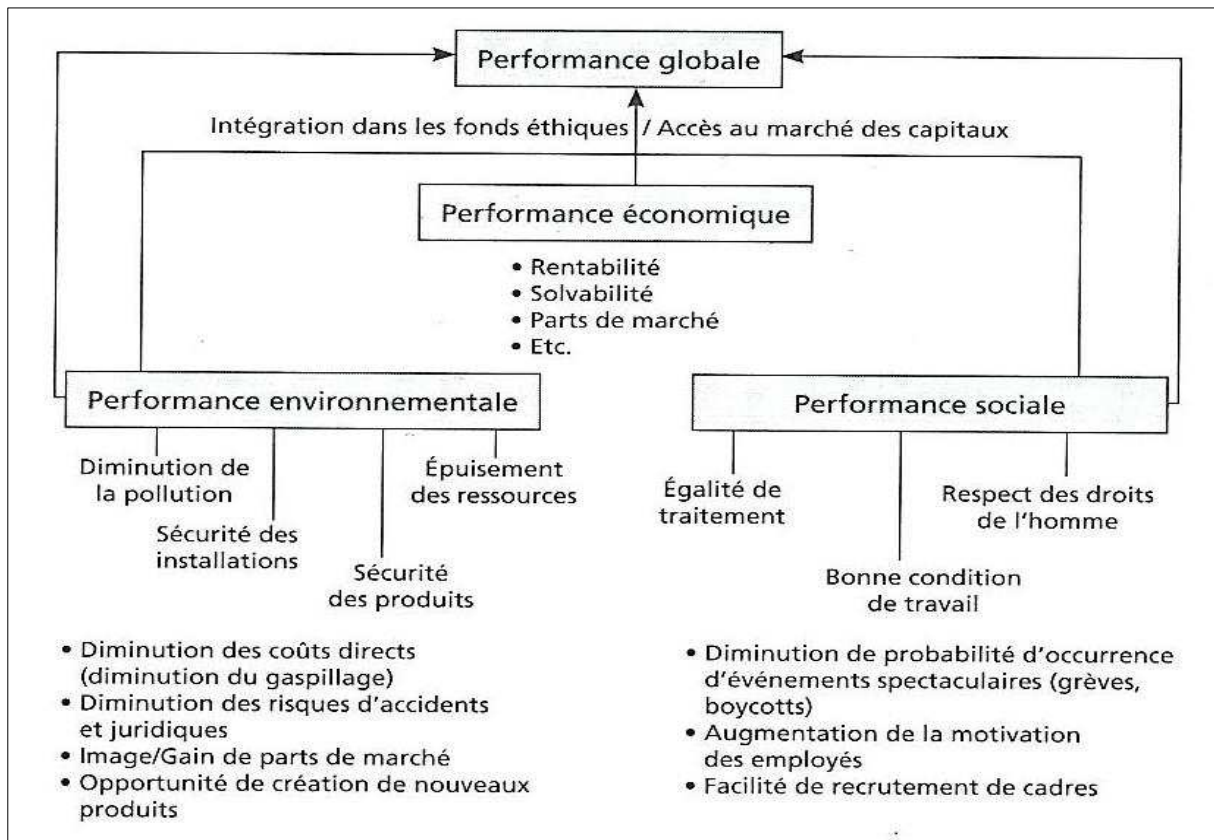 Performance globale
Intégration dans les fonds éthiques / Accès au marché des capitaux
Performance économique
• Rentabilité
• Solvabilité
• Parts de marché
• Etc.
Performance environnementale
Diminution de
la pollution
Sécurité des
installations
Sécurité
des produits
Épuisement
des ressources
• Diminution des coûts directs
(diminution du gaspillage)
• Diminution des risques d'accidents
et juridiques
• Image/Gain de parts de marché
• Opportunité de création de nouveaux
produits
Performance sociale
Égalité de
traitement
Bonne condition
de travail
Respect des droits
de l'homme
• Diminution de probabilité d'occurrence
d'événements spectaculaires (grèves,
boycotts)
• Augmentation de la motivation
des employés
• Facilité de recrutement de cadres